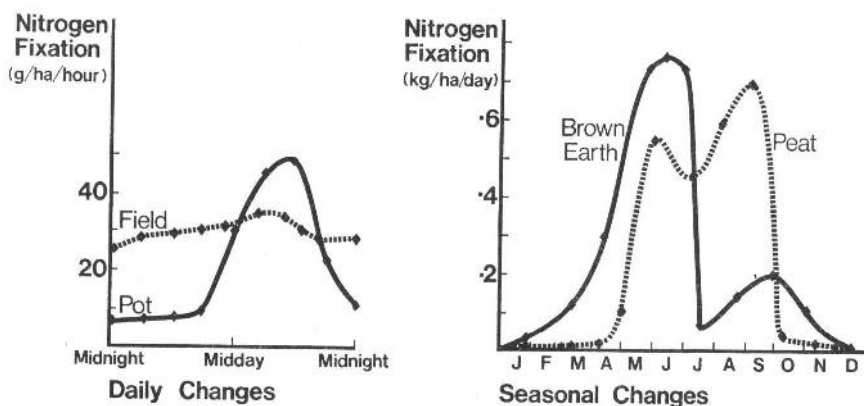 Nitrogen
Fixation
(g/ha/hour)
40
20
Field
Pot
Midnight
Midday
Midnight
Daily Changes
Nitrogen
Fixation
(kg/ha/day)
.6
.4
.2
Brown
Earth
Peat
J F M A M J J A S O N D
Seasonal Changes